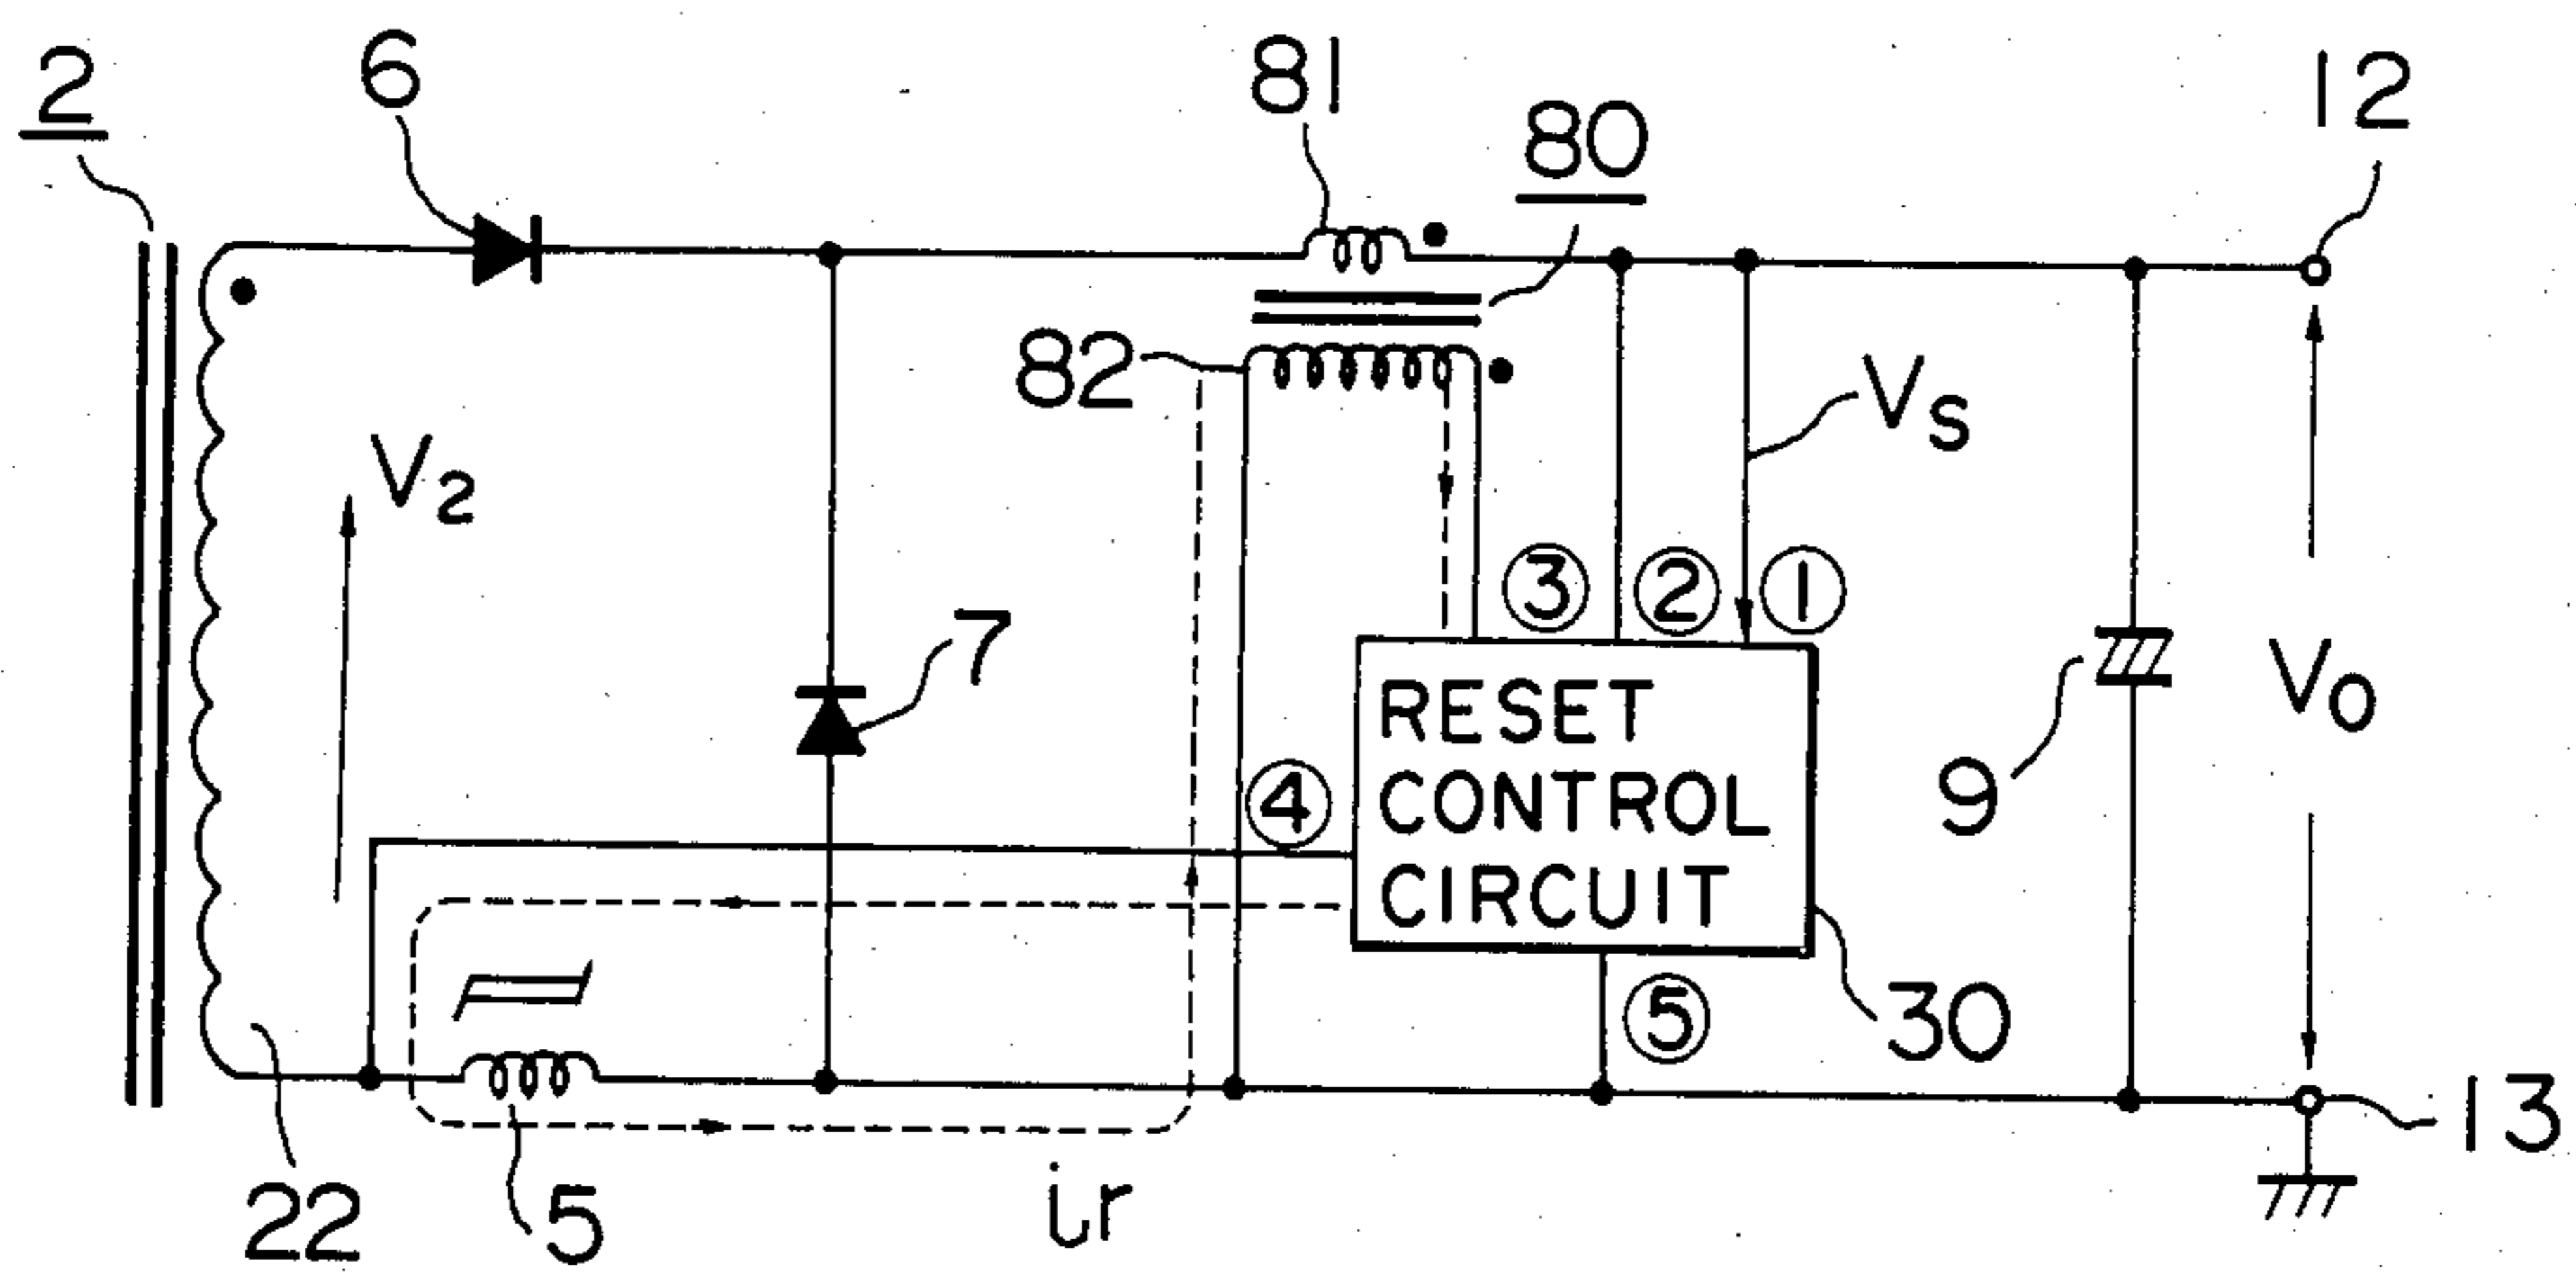 2
6
81
80
12
82
V2
VS
③
②
①
7
RESET
CONTROL
CIRCUIT
④
9
VO
⑤
30
22
5
ir
13